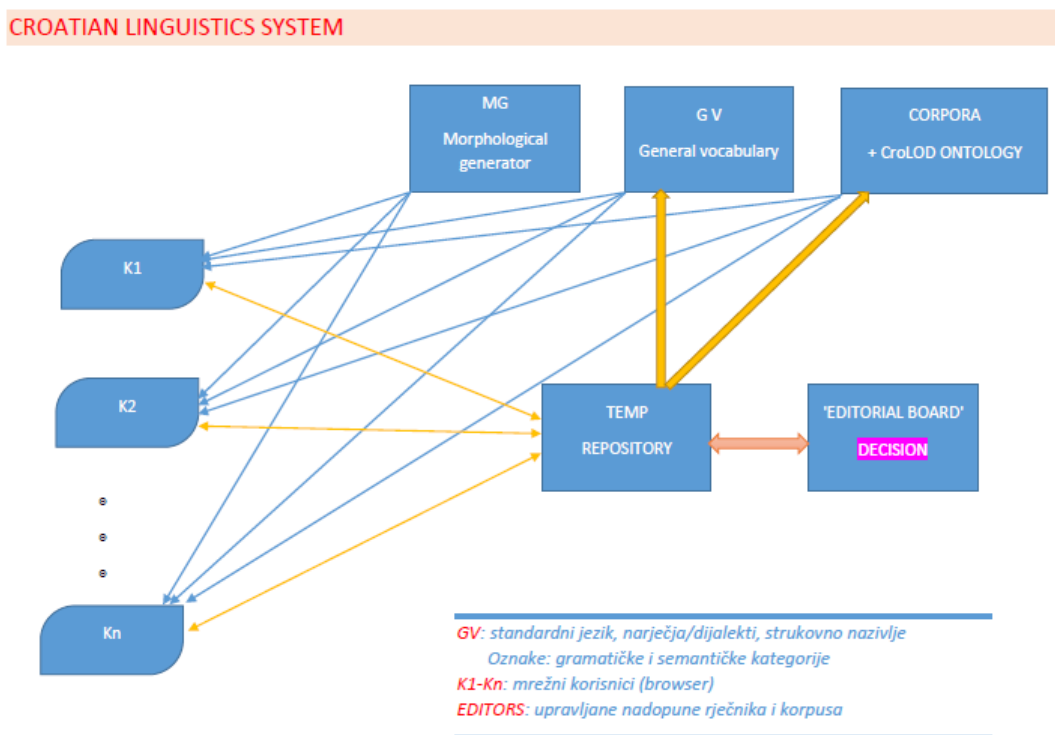 CROATIAN LINGUISTICS SYSTEM
MG
Morphological
generator
G V
General vocabulary
CORPORA
+ CroLOD ONTOLOGY
K1
K2
TEMP
REPOSITORY
'EDITORIAL BOARD'
DECISION
Kn
GV: standardni jezik, narječja/dijalekti, strukovno nazivlje
Oznake: gramatičke i semantičke kategorije
K1-Kn: mrežni korisnici (browser)
EDITORS: upravljane nadopune rječnika i korpusa